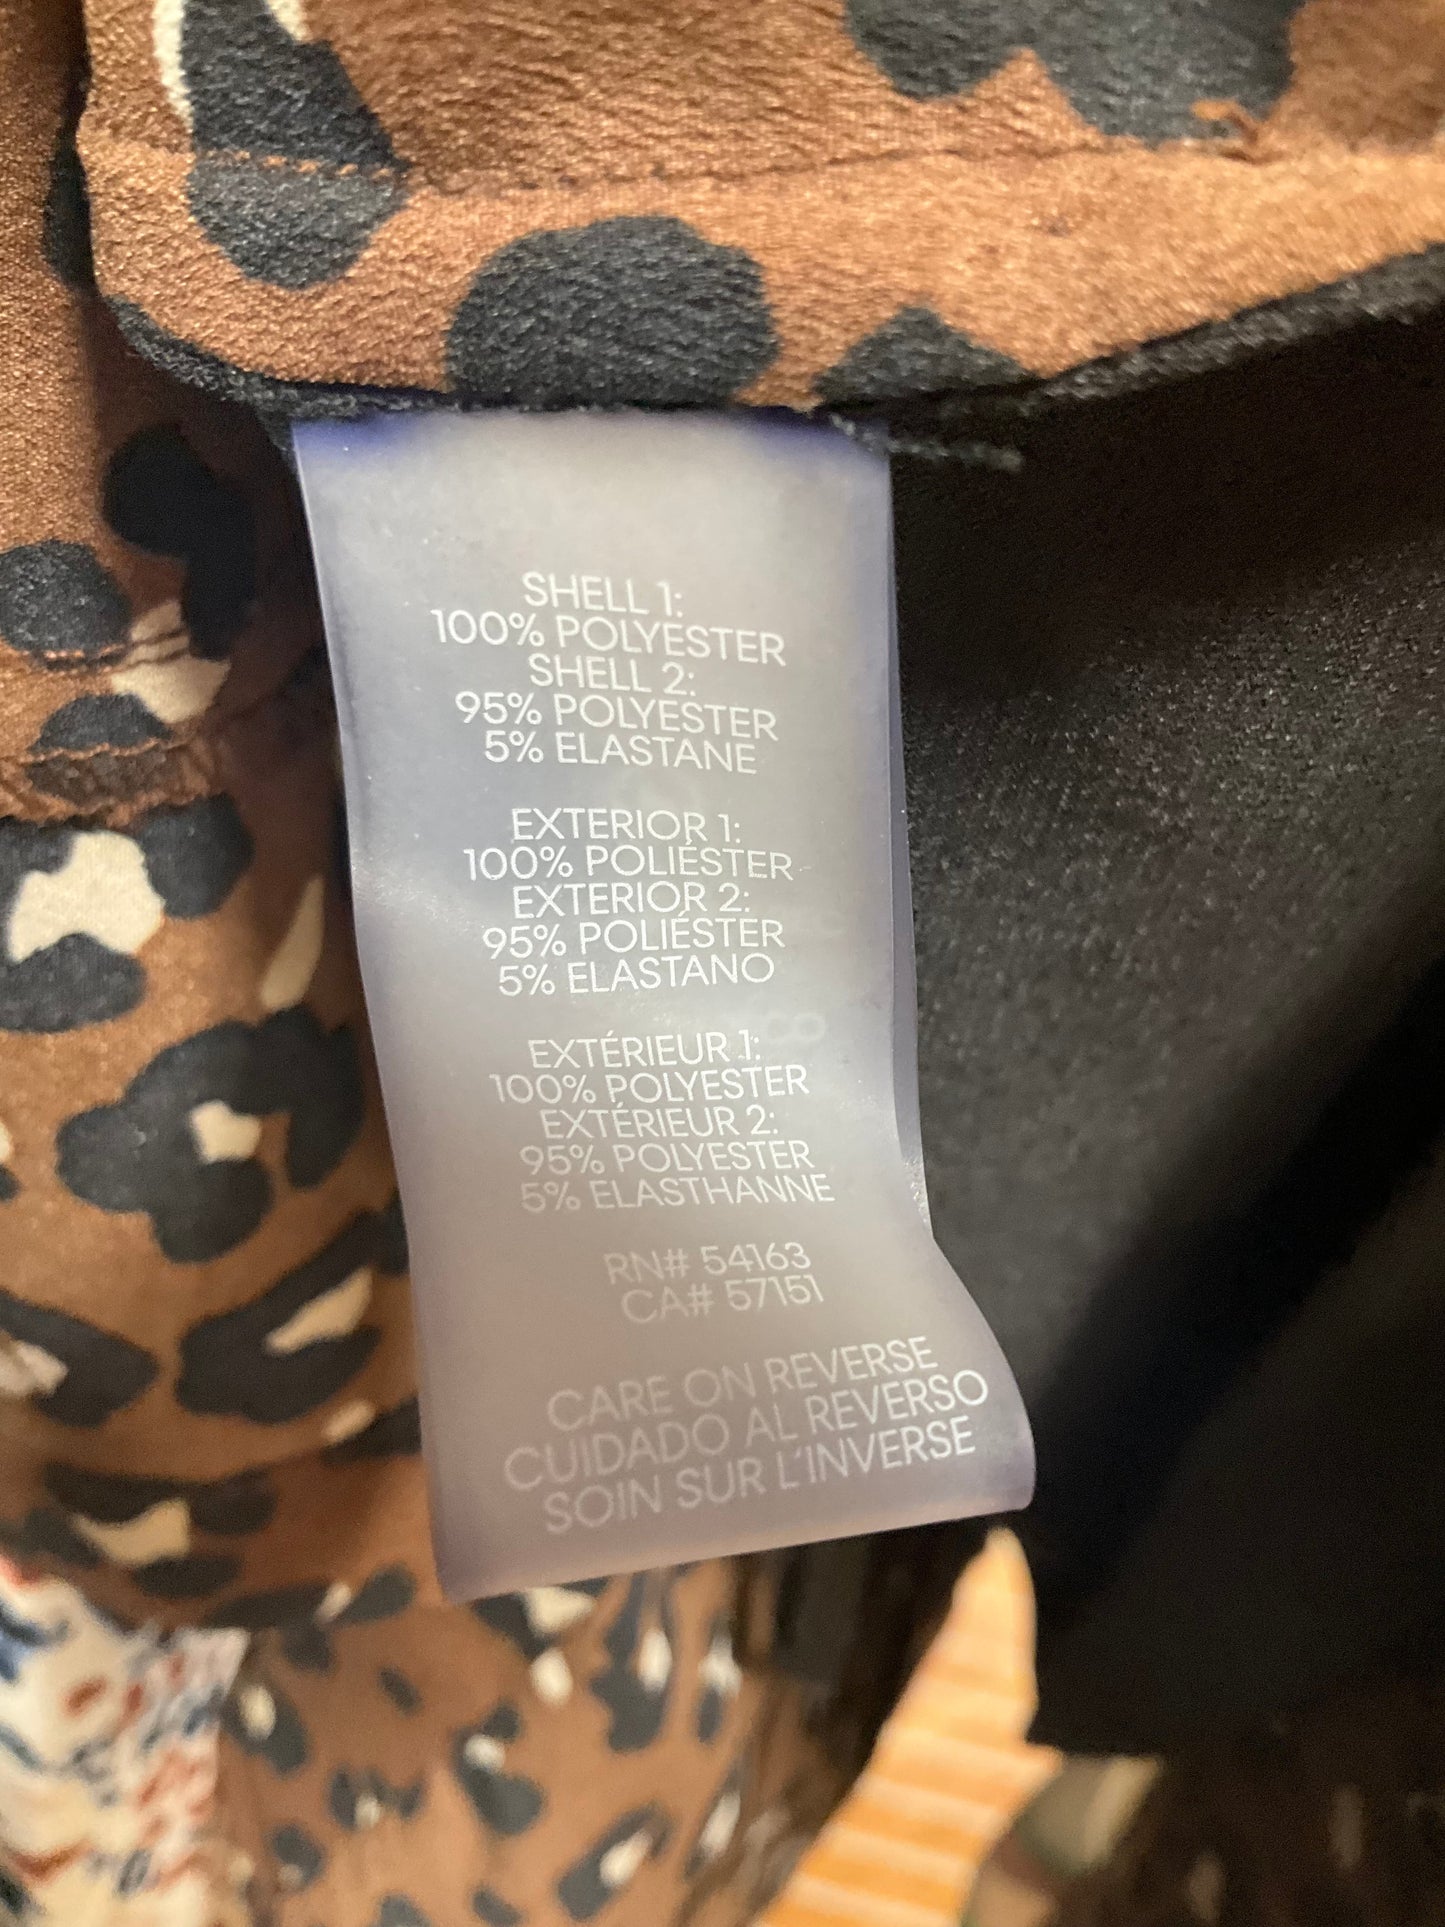 SHELL 1:
100% POLYESTER
SHELL 2:
95% POLYESTER
5% ELASTANE
EXTERIOR 1:
100% POLIÉSTER
EXTERIOR 2:
95% POLIÉSTER
5% ELASTANO
EXTÉRIEUR 1:
100% POLYESTER
EXTÉRIEUR 2:
95% POLYESTER
5% ELASTHANNE
RN# 54163
CA# 57151
CARE ON REVERSE
CUIDADO AL REVERSO
SOIN SUR L'INVERSE